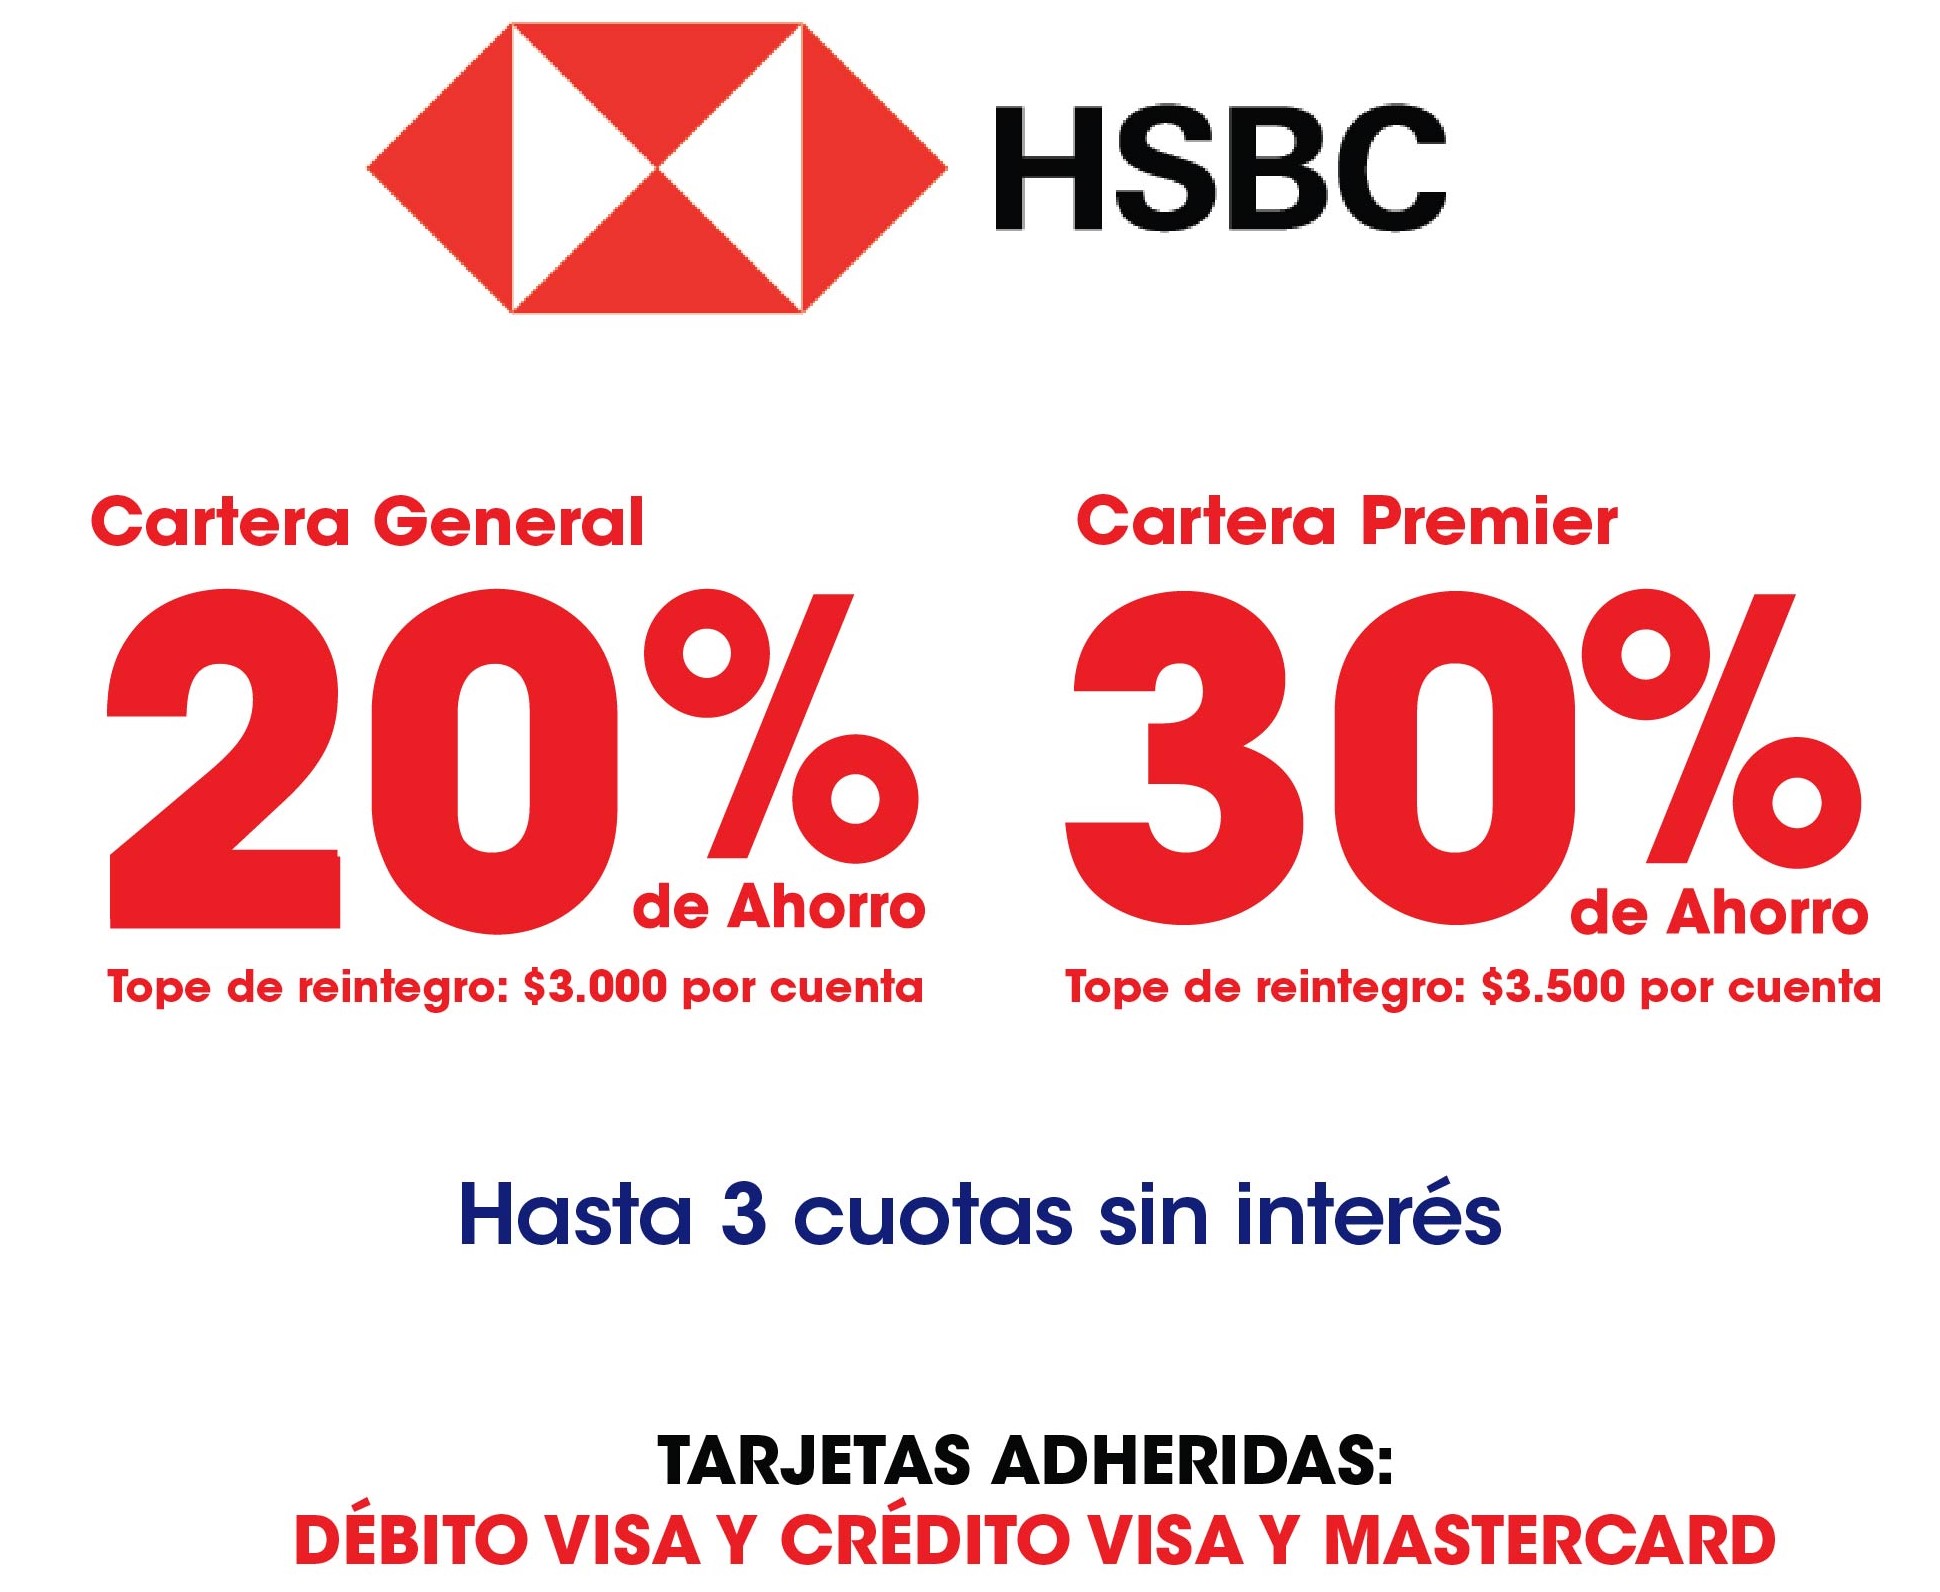 HSBC
Cartera General
20%
de Ahorro
Tope de reintegro: $3.000 por cuenta
Cartera Premier
30%
de Ahorro
Tope de reintegro: $3.500 por cuenta
Hasta 3 cuotas sin interés
TARJETAS ADHERIDAS:
DÉBITO VISA Y CRÉDITO VISA Y MASTERCARD